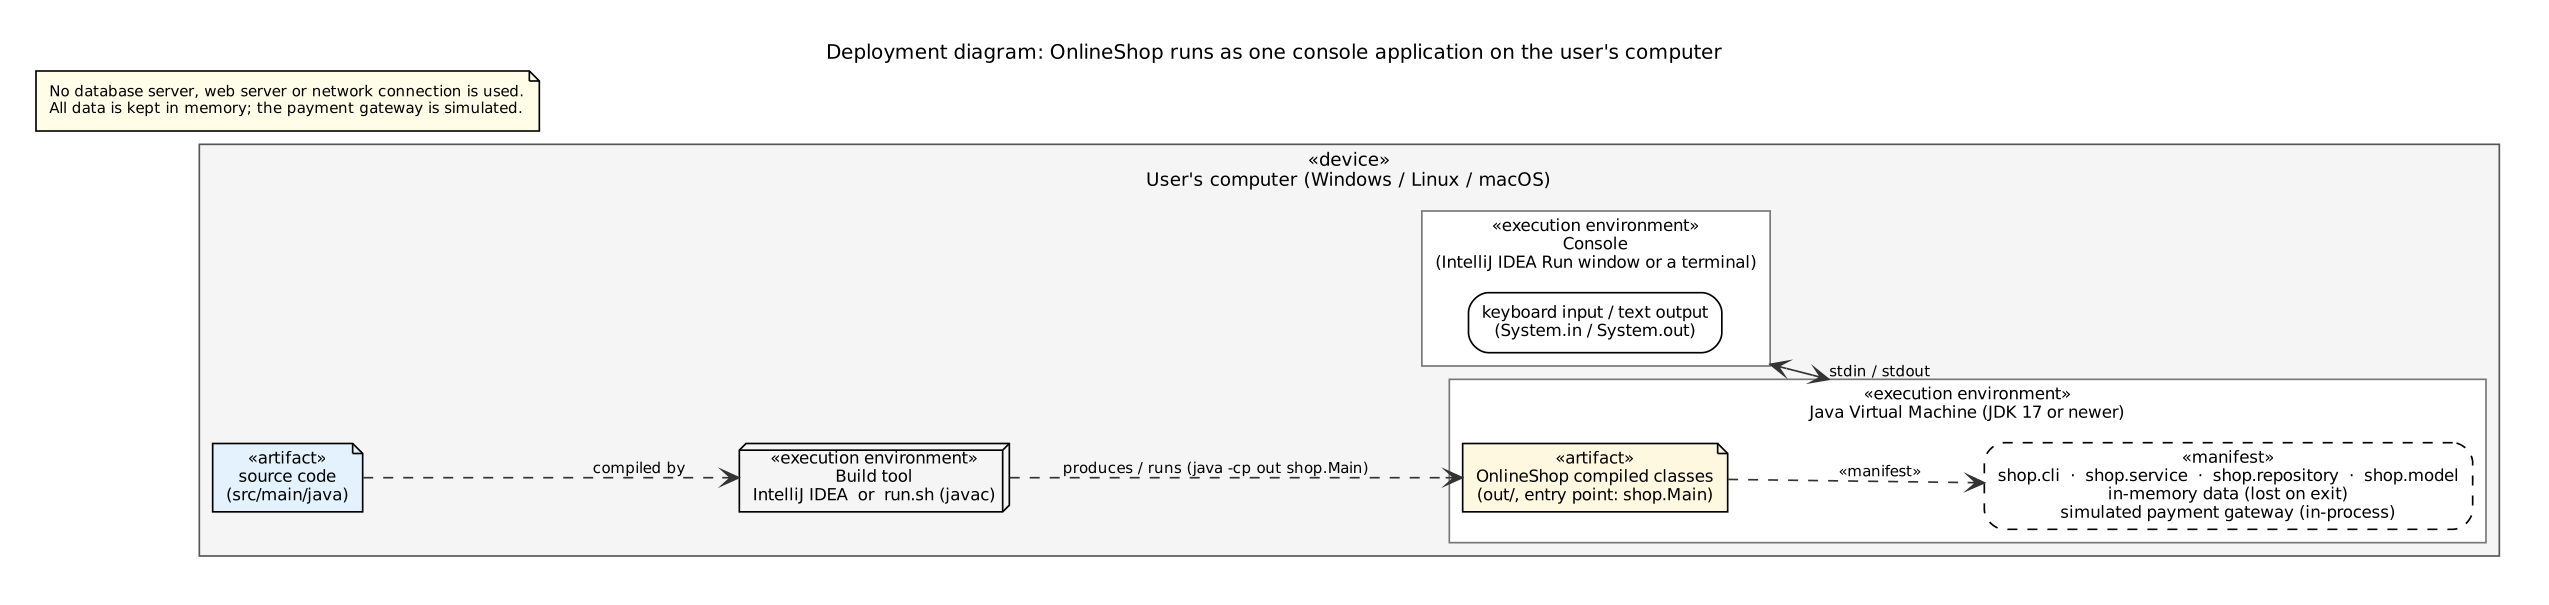 Deployment diagram: OnlineShop runs as one console application on the user's computer
No database server, web server or network connection is used.
All data is kept in memory; the payment gateway is simulated.
«device»
User's computer (Windows / Linux / macOS)
«execution environment»
Console
(IntelliJ IDEA Run window or a terminal)
keyboard input / text output
(System.in / System.out)
stdin / stdout
«execution environment»
Java Virtual Machine (JDK 17 or newer)
«artifact»
source code
(src/main/java)
compiled by
«execution environment»
Build tool
IntelliJ IDEA or run.sh (javac)
produces / runs (java -cp out shop.Main)
«artifact»
OnlineShop compiled classes
(out/, entry point: shop.Main)
«manifest»
«manifest»
shop.cli · shop.service · shop.repository · shop.model
in-memory data (lost on exit)
simulated payment gateway (in-process)